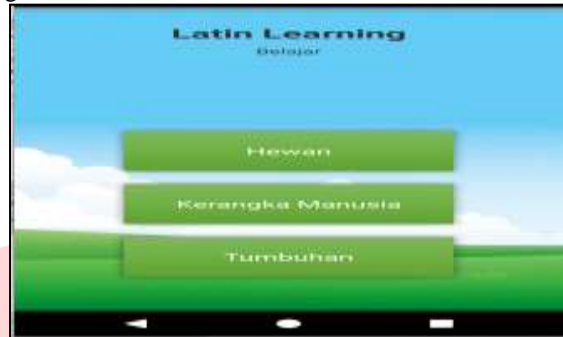 Latin Learning
Belajar
Hewan
Kerangka Manusia
Tumbuhan